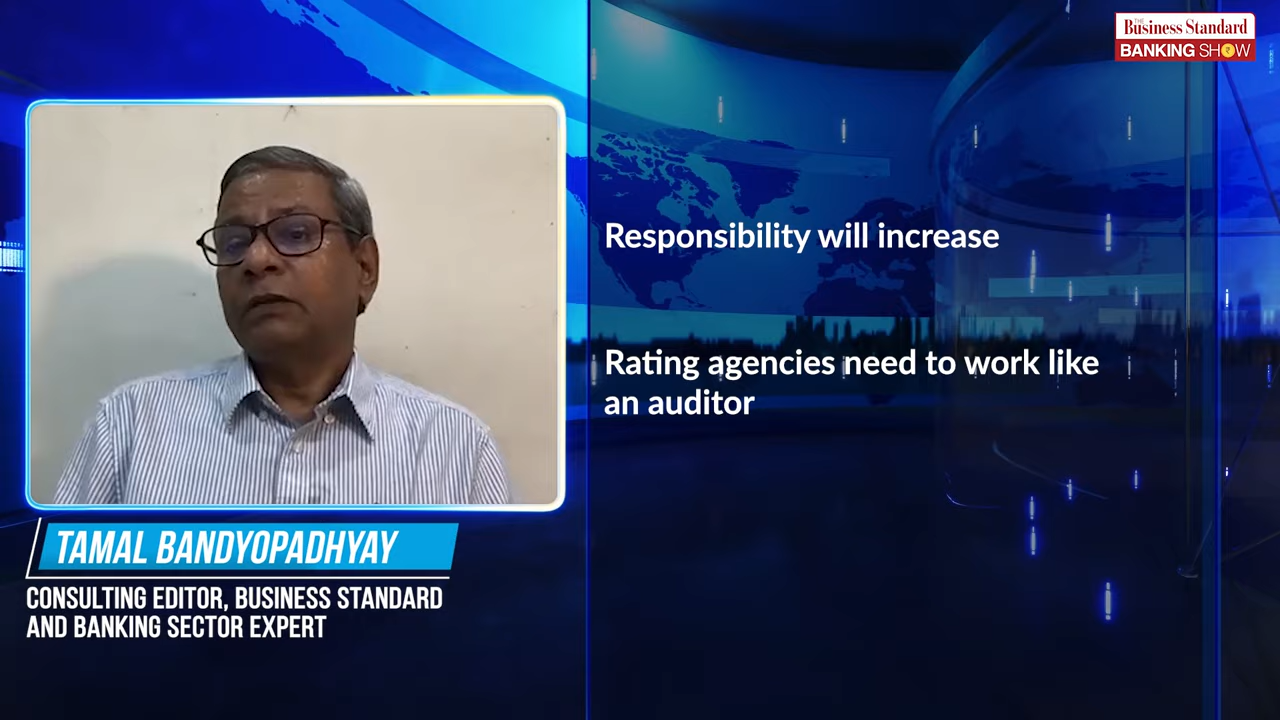 THE
Business Standard
BANKING SHOW
Responsibility will increase
Rating agencies need to work like
an auditor
TAMAL BANDYOPADHYAY
CONSULTING EDITOR, BUSINESS STANDARD
AND BANKING SECTOR EXPERT